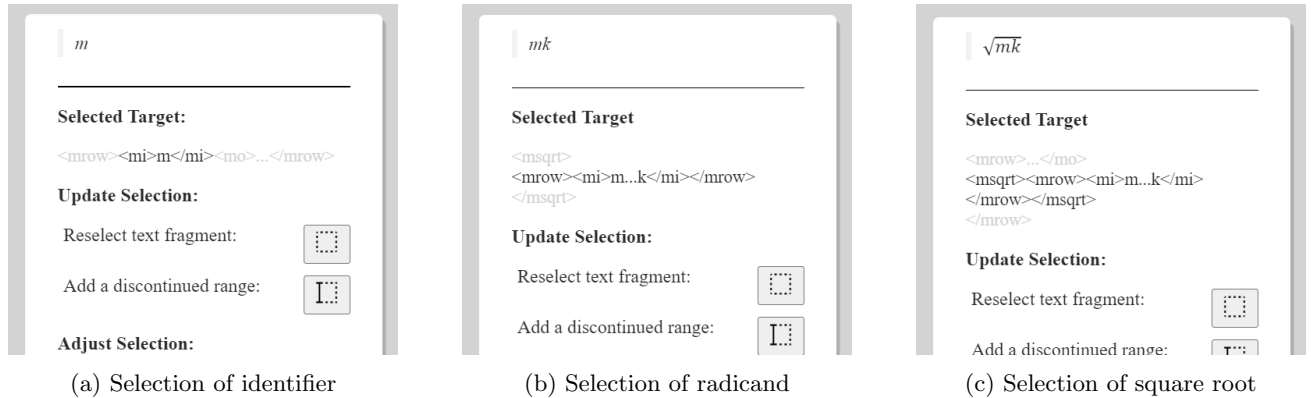 m
Selected Target:
<mrow><mi>m</mi><mo>...</mrow>
Update Selection:
Reselect text fragment:
Add a discontinued range:
Adjust Selection:
(a) Selection of identifier
mk
Selected Target
<msqrt>
<mrow><mi>m...k</mi></mrow>
</msqrt>
Update Selection:
Reselect text fragment:
Add a discontinued range:
(b) Selection of radicand
√mk
Selected Target
<mrow>...</mo>
<msqrt><mrow><mi>m...k</mi>
</mrow></msqrt>
</mrow>
Update Selection:
Reselect text fragment:
Add a discontinued range:
(c) Selection of square root